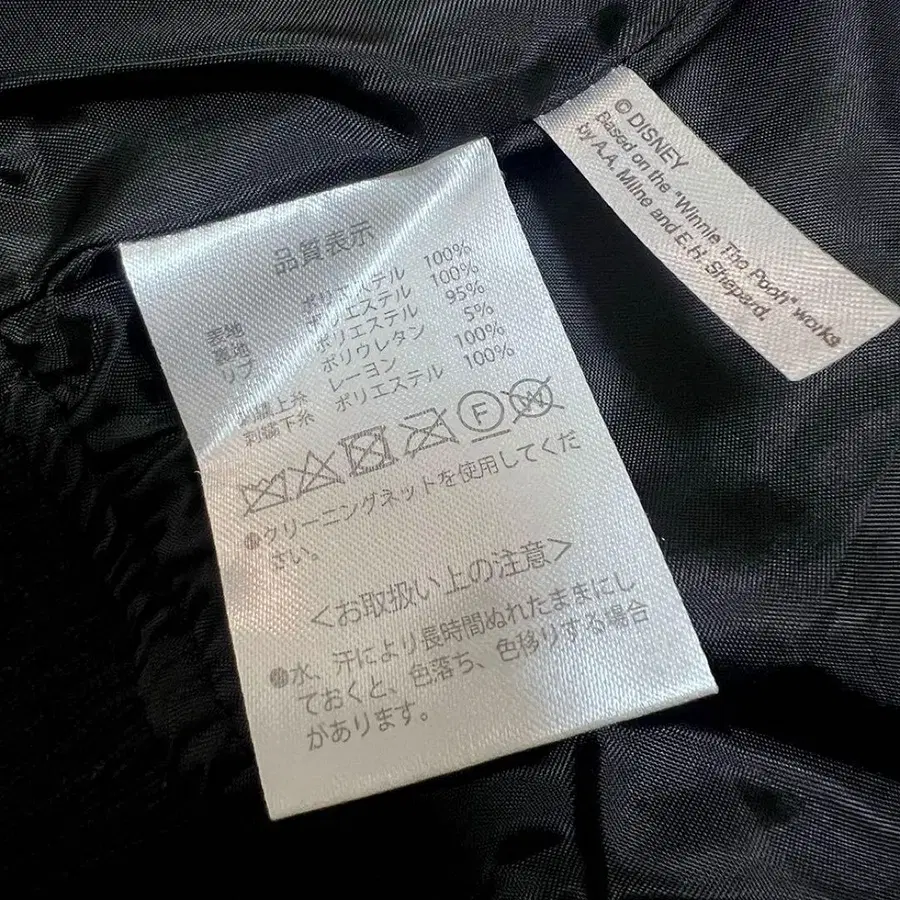 品質表示
表地 ポリエステル 100%
裏地 ポリエステル 100%
リブ ポリエステル 95%
ポリウレタン 5%
刺繍上糸 レーヨン 100%
刺繍下糸 ポリエステル 100%
F W
●クリーニングネットを使用してくだ
さい。
<お取扱い上の注意>
●水、汗により長時間ぬれたままにし
ておくと、色落ち、色移りする場合
があります。
© DISNEY
Based on the "Winnie The Pooh" works
by A.A. Milne and E.H. Shepard.